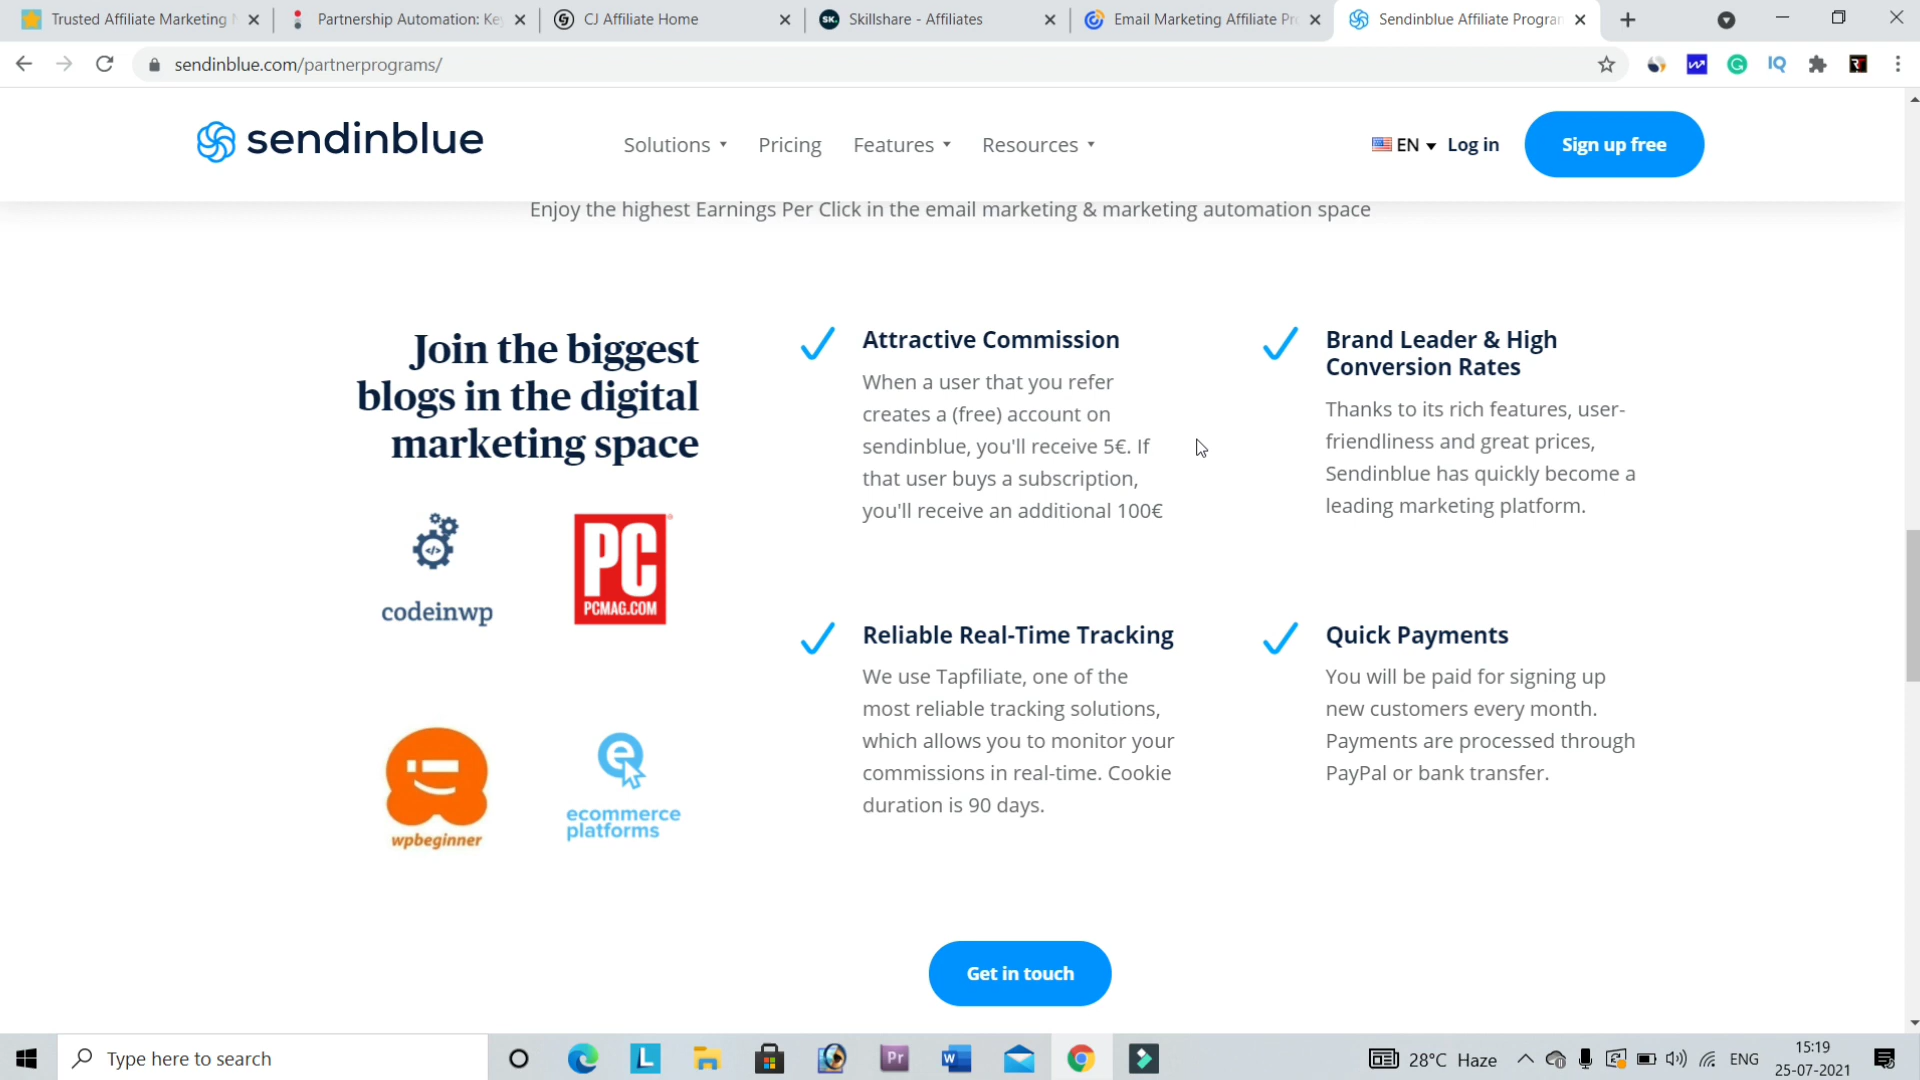 Trusted Affiliate Marketing
Partnership Automation: Ke
CJ Affiliate Home
Skillshare - Affiliates
Email Marketing Affiliate Pr
Sendinblue Affiliate Program
sendinblue.com/partnerprograms/
sendinblue
Solutions
Pricing
Features
Resources
EN
Log in
Sign up free
Enjoy the highest Earnings Per Click in the email marketing & marketing automation space
Join the biggest
blogs in the digital
marketing space
codeinwp
PC
PCMAG.COM
wpbeginner
ecommerce
platforms
Attractive Commission
When a user that you refer
creates a (free) account on
sendinblue, you'll receive 5€. If
that user buys a subscription,
you'll receive an additional 100€
Brand Leader & High
Conversion Rates
Thanks to its rich features, user-
friendliness and great prices,
Sendinblue has quickly become a
leading marketing platform.
Reliable Real-Time Tracking
We use Tapfiliate, one of the
most reliable tracking solutions,
which allows you to monitor your
commissions in real-time. Cookie
duration is 90 days.
Quick Payments
You will be paid for signing up
new customers every month.
Payments are processed through
PayPal or bank transfer.
Get in touch
Type here to search
28°C Haze
ENG
15:19
25-07-2021